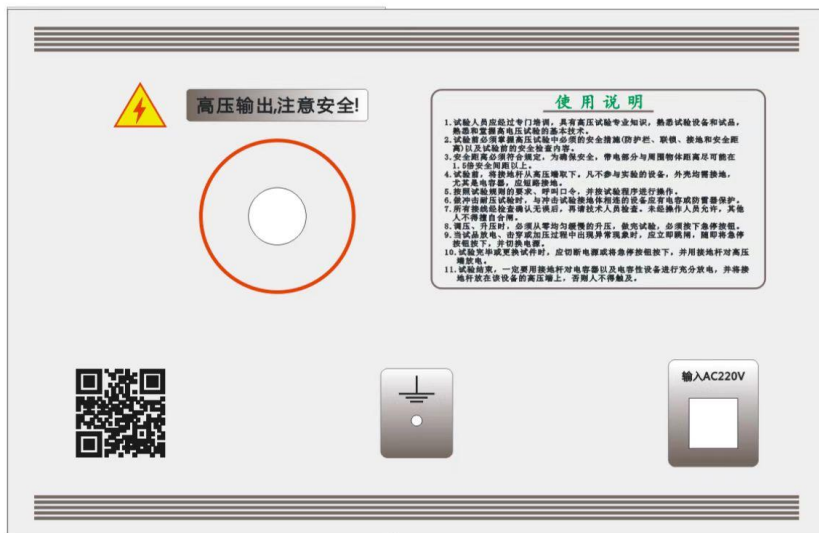 高压输出,注意安全!
使用说明
1.试验人员应经过专门培训，具有高压试验专业知识，熟悉试验设备和试品，
熟悉和掌握高电压试验的基本技术。
2.试验前必须掌握高压试验中必须的安全措施(防护栏、联锁、接地和安全距
离)以及试验前的安全检查内容。
3.安全距离必须符合规定，为确保安全，带电部分与周围物体距离尽可能在
1.5倍安全间距以上。
4.试验前，将接地杆从高压端取下。凡不参与实验的设备，外壳均需接地，
尤其是电容器，应短路接地。
5.按照试验规则的要求、呼叫口令，并按试验程序进行操作。
6.做冲击耐压试验时，与冲击试验接地体相连的设备应有电容或防雷器保护。
7.所有接线经检查确认无误后，再请技术人员检查。未经操作人员允许，其他
人不得擅自合闸。
8.调压、升压时，必须从零均匀缓慢的升压，做完试验，必须按下急停按钮。
9.当试品放电、击穿或加压过程中出现异常现象时，应立即跳闸，随即将急停
按钮按下，并切换电源。
10.试验完毕或更换试件时，应切断电源或将急停按钮按下，并用接地杆对高压
端放电。
11.试验结束，一定要用接地杆对电容器以及电容性设备进行充分放电，并将接
地杆放在该设备的高压端上，否则人不得触及。
输入AC220V